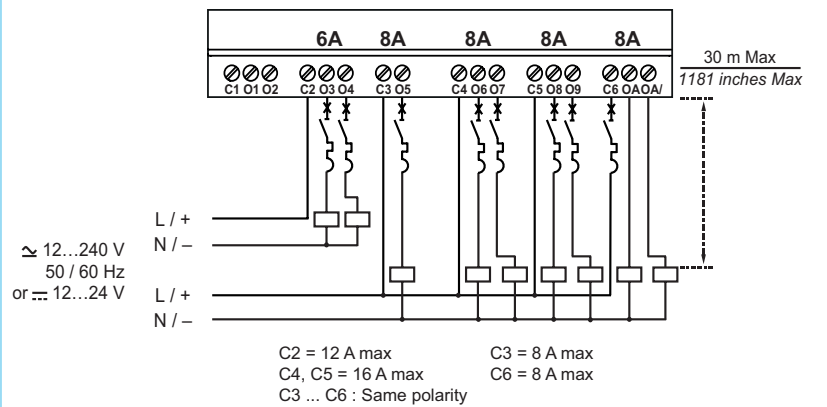 6A 8A 8A 8A 8A
30 m Max
1181 inches Max
C1 O1 O2 C2 O3 O4 C3 O5 C4 O6 O7 C5 O8 O9 C6 OA OA/
L / +
N / –
≃ 12...240 V
50 / 60 Hz
or ⎓ 12...24 V
L / +
N / –
C2 = 12 A max C3 = 8 A max
C4, C5 = 16 A max C6 = 8 A max
C3 ... C6 : Same polarity